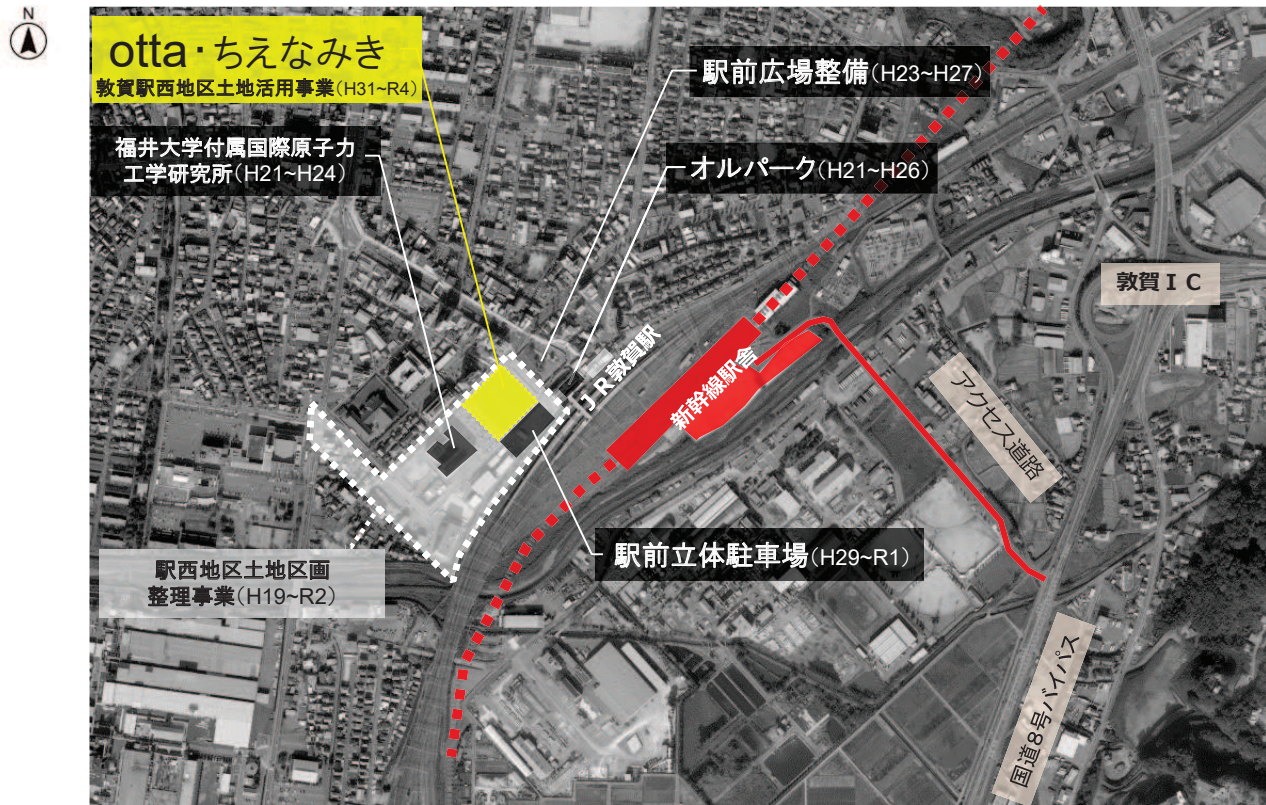 N
otta・ちえなみき
敦賀駅西地区土地活用事業(H31~R4)
駅前広場整備(H23~H27)
福井大学付属国際原子力
工学研究所(H21~H24)
オルパーク(H21~H26)
敦賀IC
JR敦賀駅
新幹線駅舎
アクセス道路
駅前立体駐車場(H29~R1)
駅西地区土地区画
整理事業(H19~R2)
国道8号バイパス